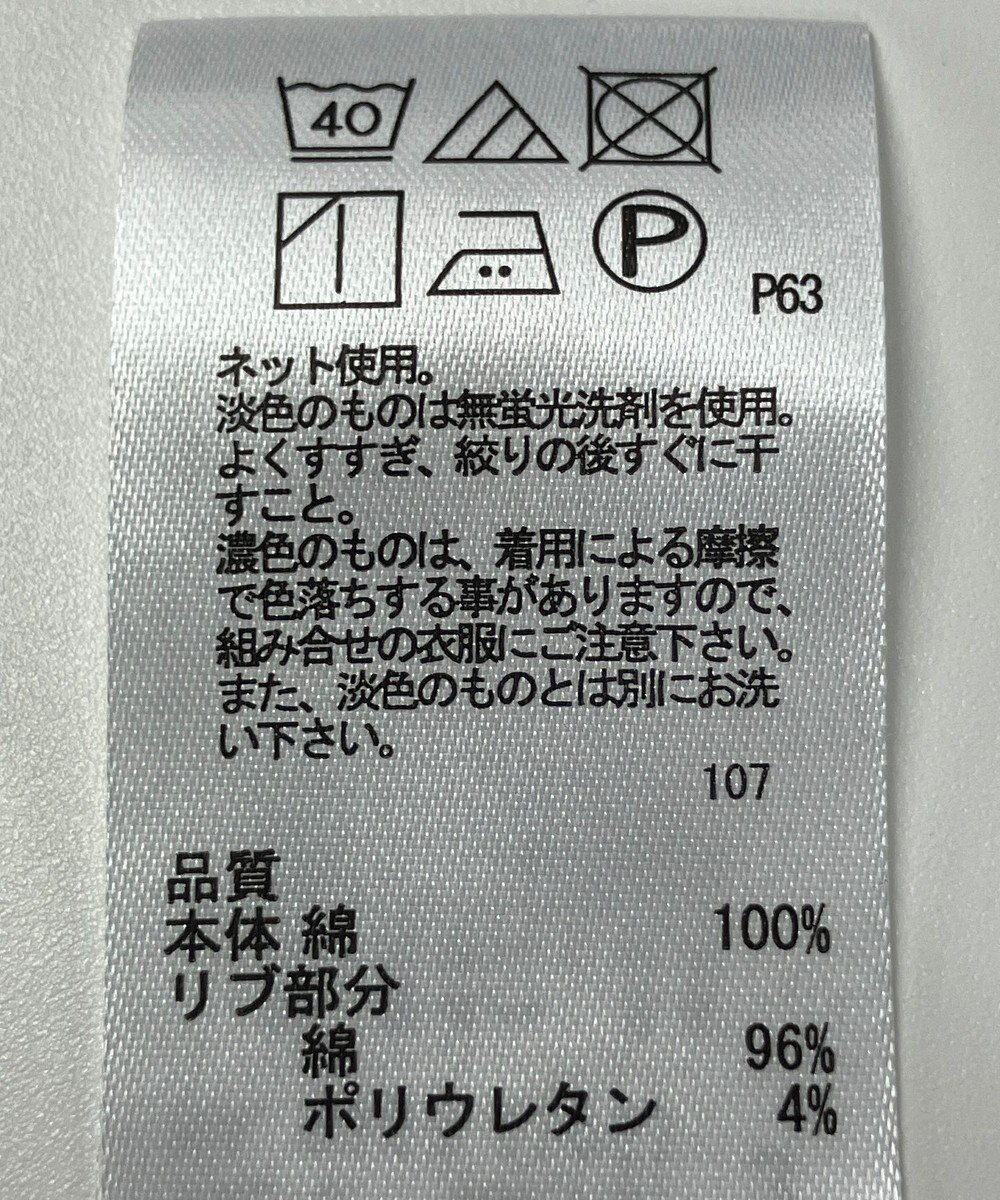 40
P
P63
ネット使用。
淡色のものは無蛍光洗剤を使用。
よくすすぎ、絞りの後すぐに干
すこと。
濃色のものは、着用による摩擦
で色落ちする事がありますので、
組み合せの衣服にご注意下さい。
また、淡色のものとは別にお洗
い下さい。
107
品質
本体 綿 100%
リブ部分
綿 96%
ポリウレタン 4%